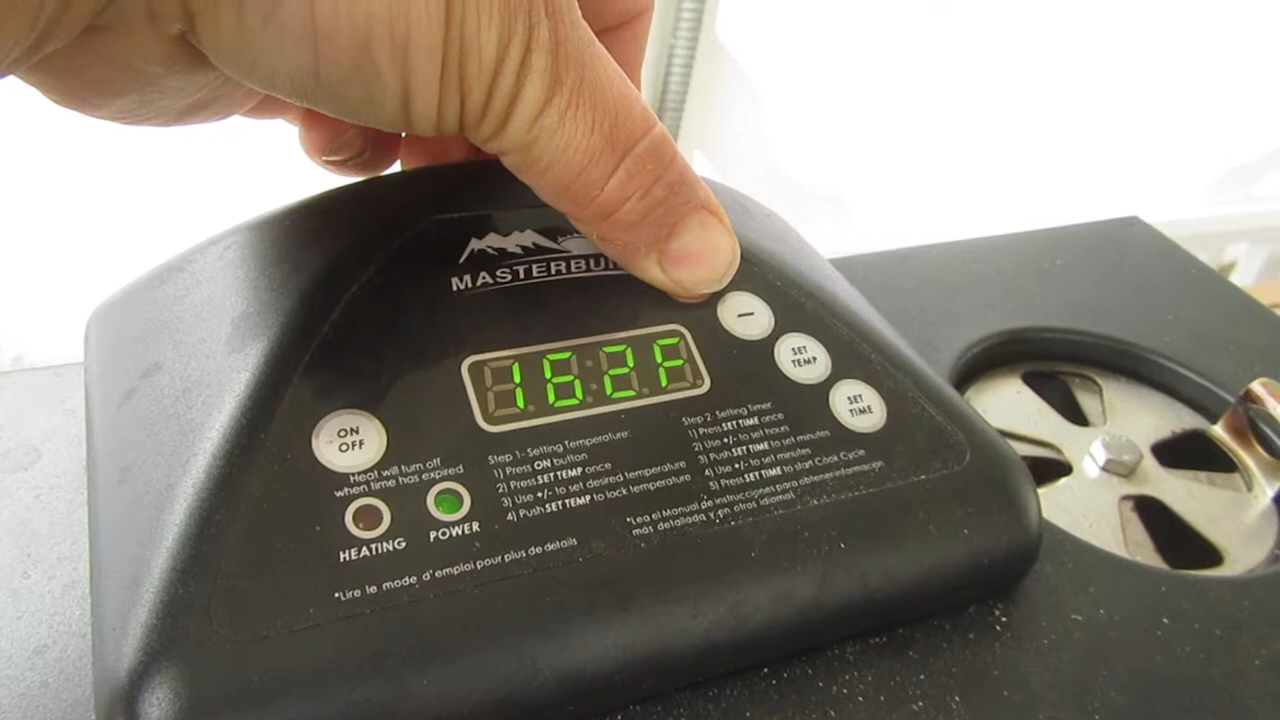 MASTERBUI
162F
−
SET
TEMP
SET
TIME
ON
OFF
Heat will turn off
when time has expired
HEATING
POWER
Step 1- Setting Temperature:
1) Press ON button
2) Press SET TEMP once
3) Use +/- to set desired temperature
4) Push SET TEMP to lock temperature
Step 2: Setting Timer:
1) Press SET TIME once
2) Use +/- to set hours
3) Push SET TIME to set minutes
4) Use +/- to set minutes
5) Press SET TIME to start Cook Cycle
*Lea el Manual de instrucciones para obtener informacion
más detallada y en otros idioma!
*Lire le mode d'emploi pour plus de détails